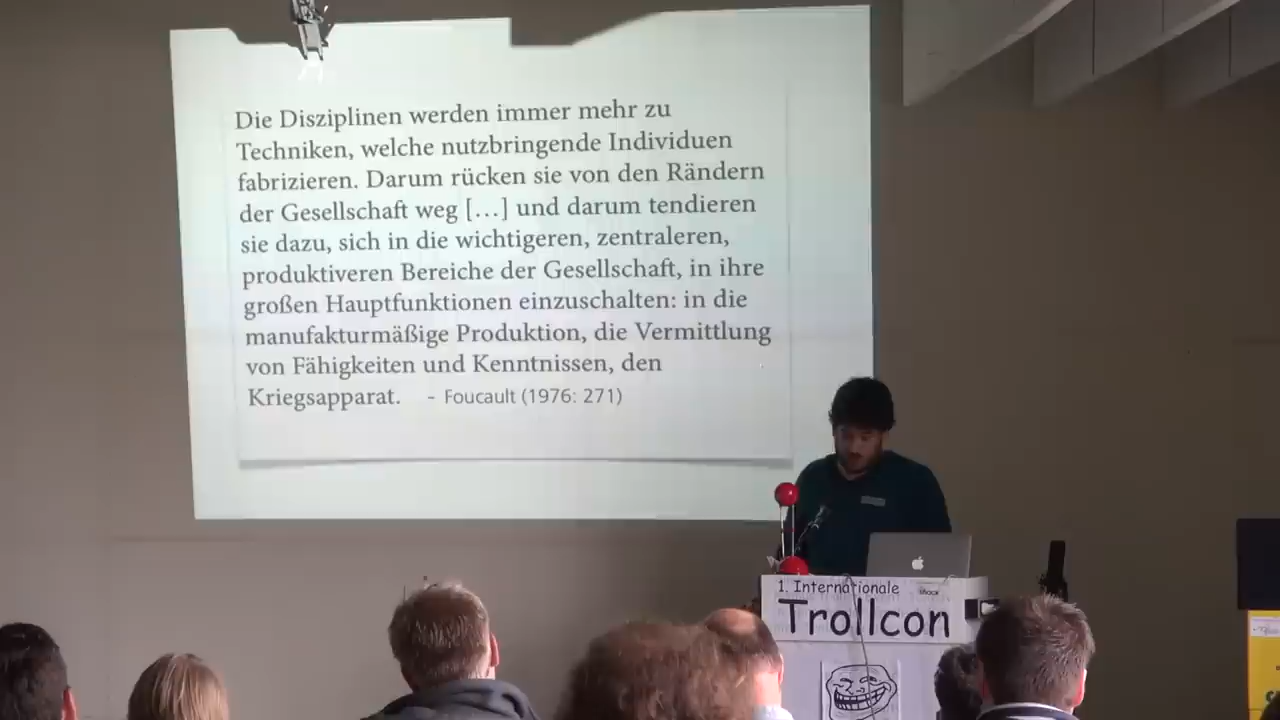 Die Disziplinen werden immer mehr zu
Techniken, welche nutzbringende Individuen
fabrizieren. Darum rücken sie von den Rändern
der Gesellschaft weg […] und darum tendieren
sie dazu, sich in die wichtigeren, zentraleren,
produktiveren Bereiche der Gesellschaft, in ihre
großen Hauptfunktionen einzuschalten: in die
manufakturmäßige Produktion, die Vermittlung
von Fähigkeiten und Kenntnissen, den
Kriegsapparat. – Foucault (1976: 271)
1. Internationale
Trollcon